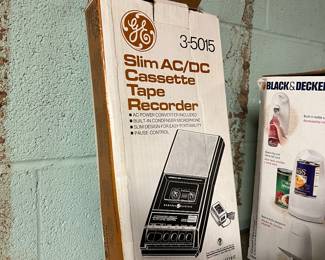 GE
3-5015
Slim AC/DC
Cassette
Tape
Recorder
AC POWER CONVERTER INCLUDED
BUILT-IN CONDENSER MICROPHONE
SLIM DESIGN FOR EASY PORTABILITY
PAUSE CONTROL
BLACK & DECKER